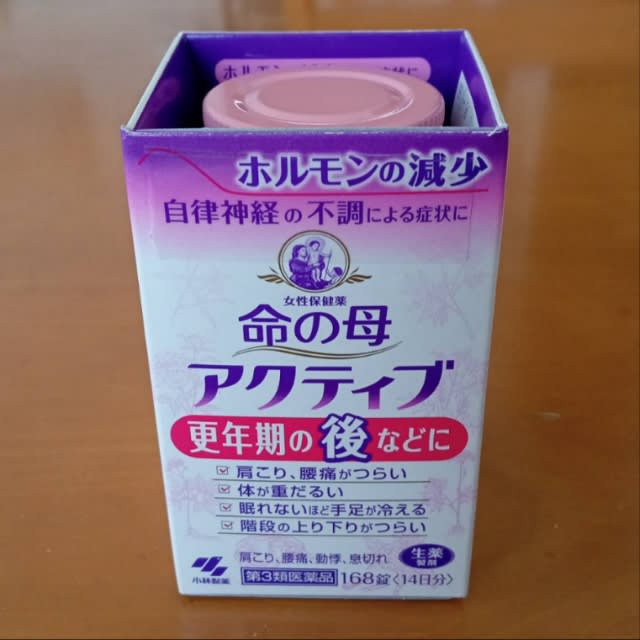 ホルモンの減少
自律神経の不調による症状に
女性保健薬
命の母
アクティブ
更年期の後などに
肩こり、腰痛がつらい
体が重だるい
眠れないほど手足が冷える
階段の上り下りがつらい
肩こり、腰痛、動悸、息切れ
生薬
製剤
小林製薬
第3類医薬品 168錠〈14日分〉